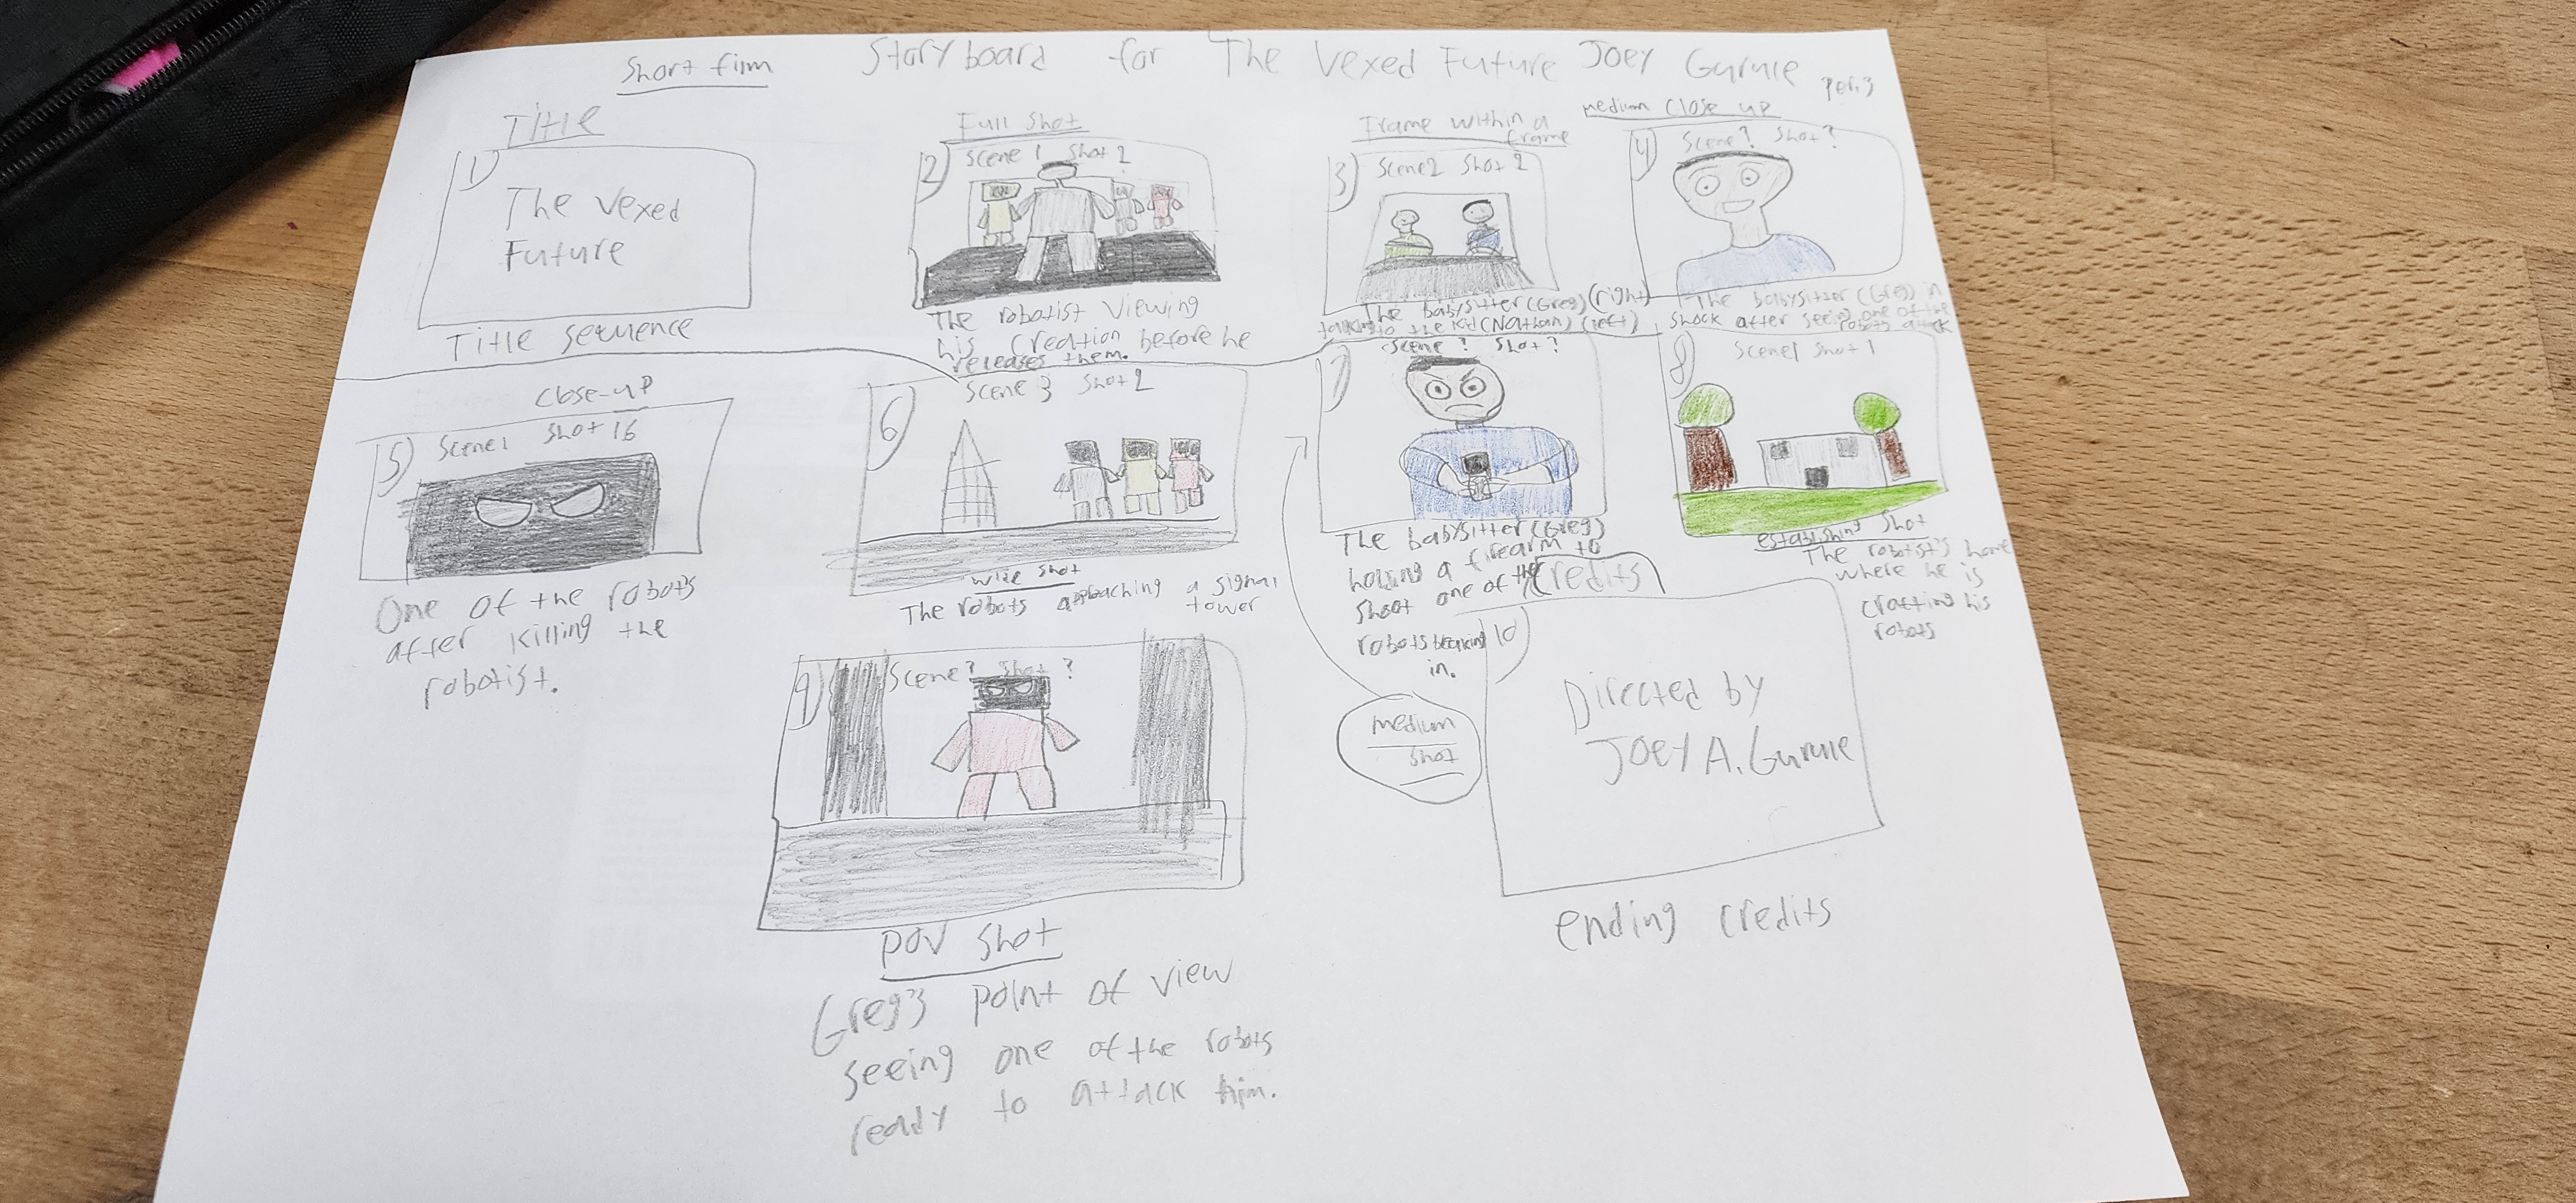 Short film Storyboard for The Vexed Future Joey Gurule per.3
Title
1)
The Vexed
Future
Title sequence
Full Shot
2) Scene 1 Shot 2
The robotist viewing
his creation before he
releases them.
Frame within a
frame
3) Scene 2 Shot 2
The babysitter (Greg) (right)
talking to the kid (Nathan) (left)
medium close up
4) Scene ? Shot ?
The babysitter (Greg) in
shock after seeing one of the
robots attack
close-up
5) Scene 1 Shot 16
One of the robots
after killing the
robotist.
6) Scene 3 Shot 2
wide shot
The robots approaching a signal
tower
7) Scene ? Shot ?
The babysitter (Greg)
holding a firearm to
shoot one of the
robots breaking
in.
medium
shot
8) Scene 1 Shot 1
establishing shot
The robotist's home
where he is
crafting his
robots
9) Scene ? Shot ?
POV Shot
Greg's point of view
seeing one of the robots
ready to attack him.
Credits
10)
Directed by
Joey A. Gurule
ending credits